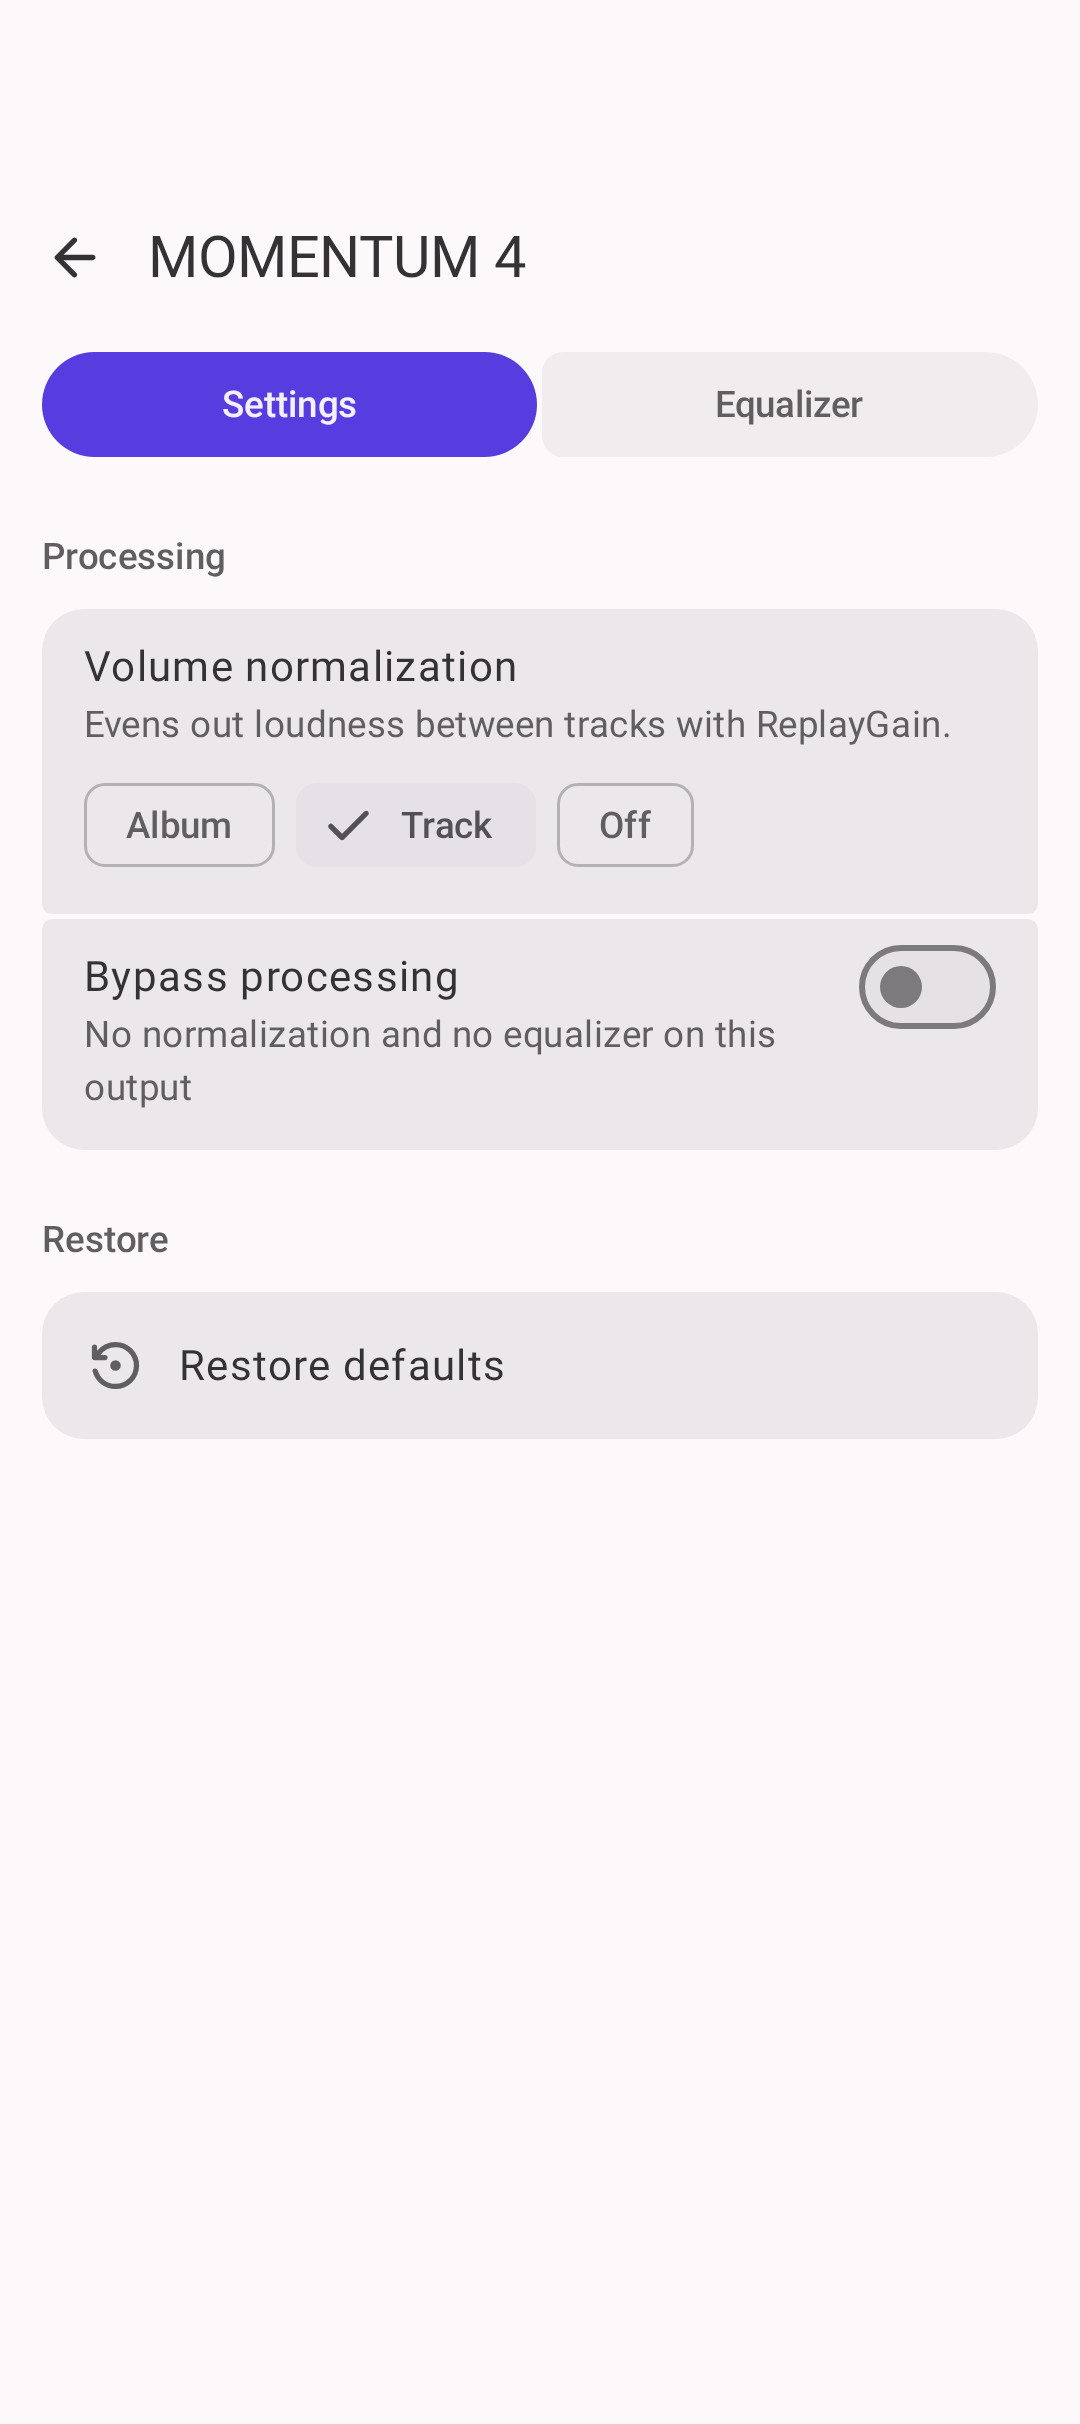 MOMENTUM 4
Settings
Equalizer
Processing
Volume normalization
Evens out loudness between tracks with ReplayGain.
Album
Track
Off
Bypass processing
No normalization and no equalizer on this
output
Restore
Restore defaults